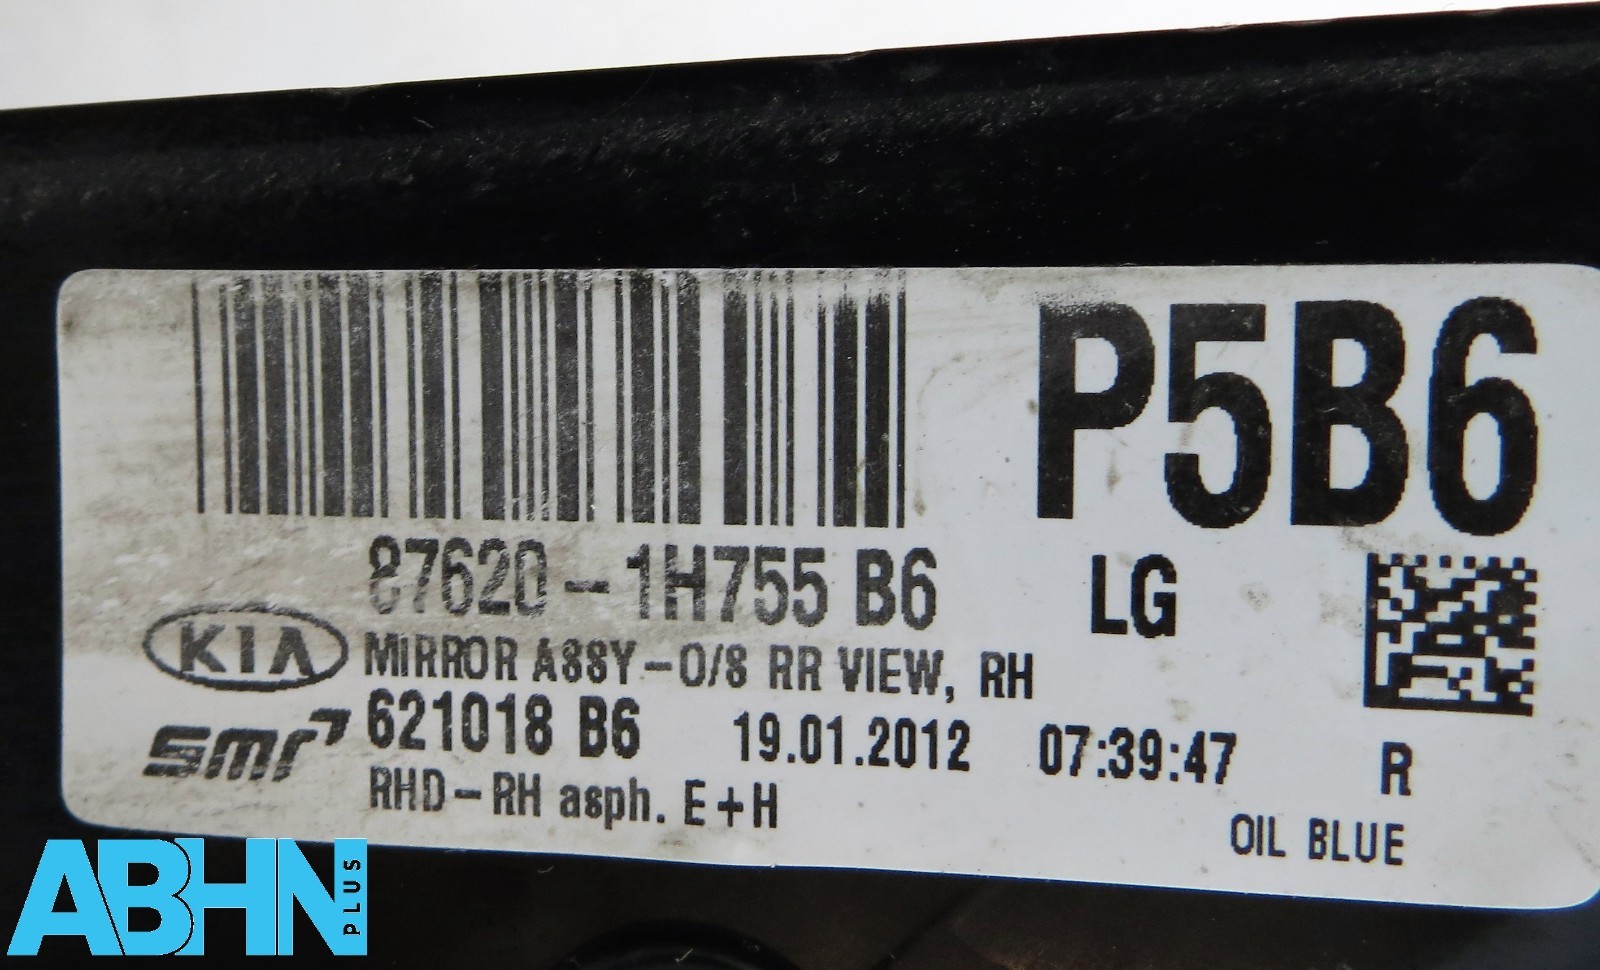 P5B6
87620-1H755 B6
LG
KIA
MIRROR ASSY-O/S RR VIEW, RH
smr
621018 B6 19.01.2012 07:39:47 R
RHD-RH asph. E+H
OIL BLUE
ABHN
PLUS